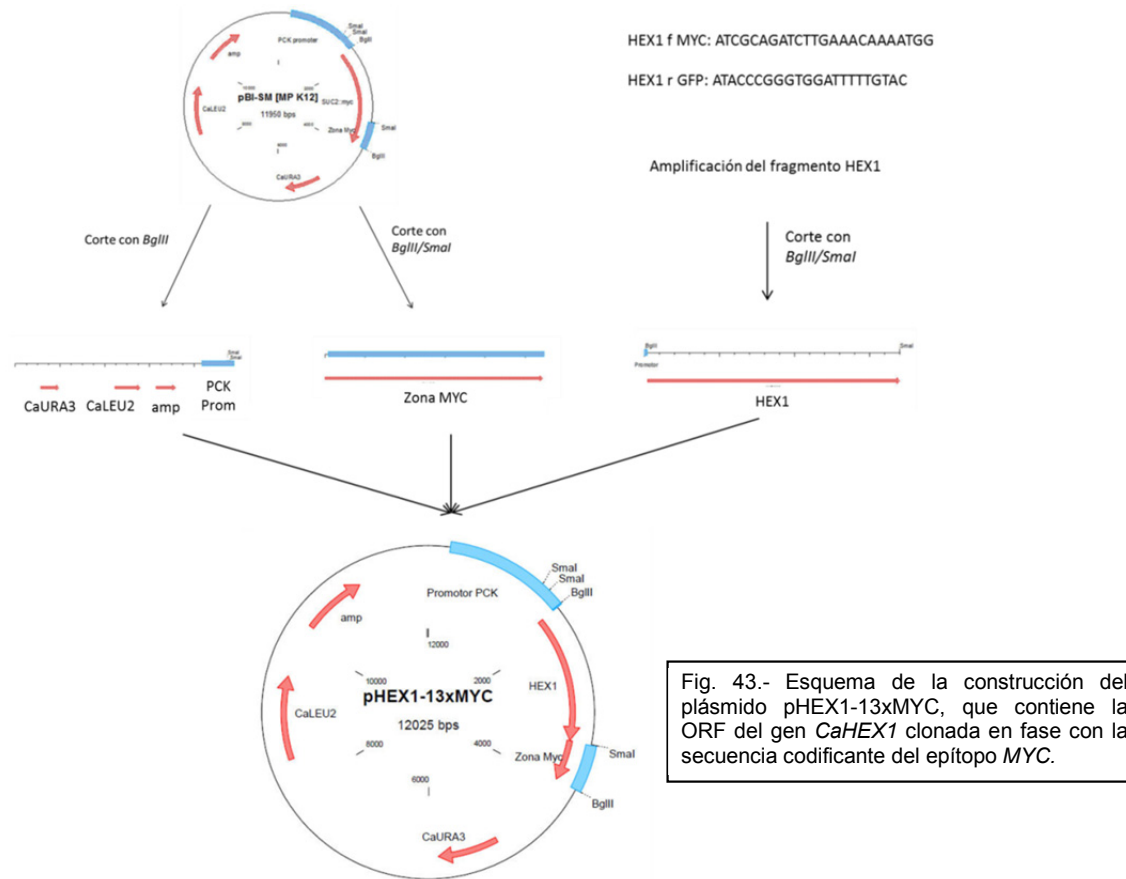 SmaI
SmaI
BglII
PCK promoter
amp
pBI-SM [MP K12]
SUC2::myc
11950 bps
CaLEU2
Zona Myc
SmaI
BglII
CaURA3
HEX1 f MYC: ATCGCAGATCTTGAAACAAAATGG
HEX1 r GFP: ATACCCGGGTGGATTTTTGTAC
Amplificación del fragmento HEX1
Corte con BglII
Corte con
BglII/SmaI
Corte con
BglII/SmaI
SmaI
SmaI
CaURA3 CaLEU2 amp PCK
Prom
Zona MYC
BglII
SmaI
Promotor
HEX1
SmaI
SmaI
BglII
Promotor PCK
amp
12000
10000
2000
HEX1
pHEX1-13xMYC
12025 bps
CaLEU2
8000
4000
Zona Myc
SmaI
6000
BglII
CaURA3
Fig. 43.- Esquema de la construcción del
plásmido pHEX1-13xMYC, que contiene la
ORF del gen CaHEX1 clonada en fase con la
secuencia codificante del epítopo MYC.